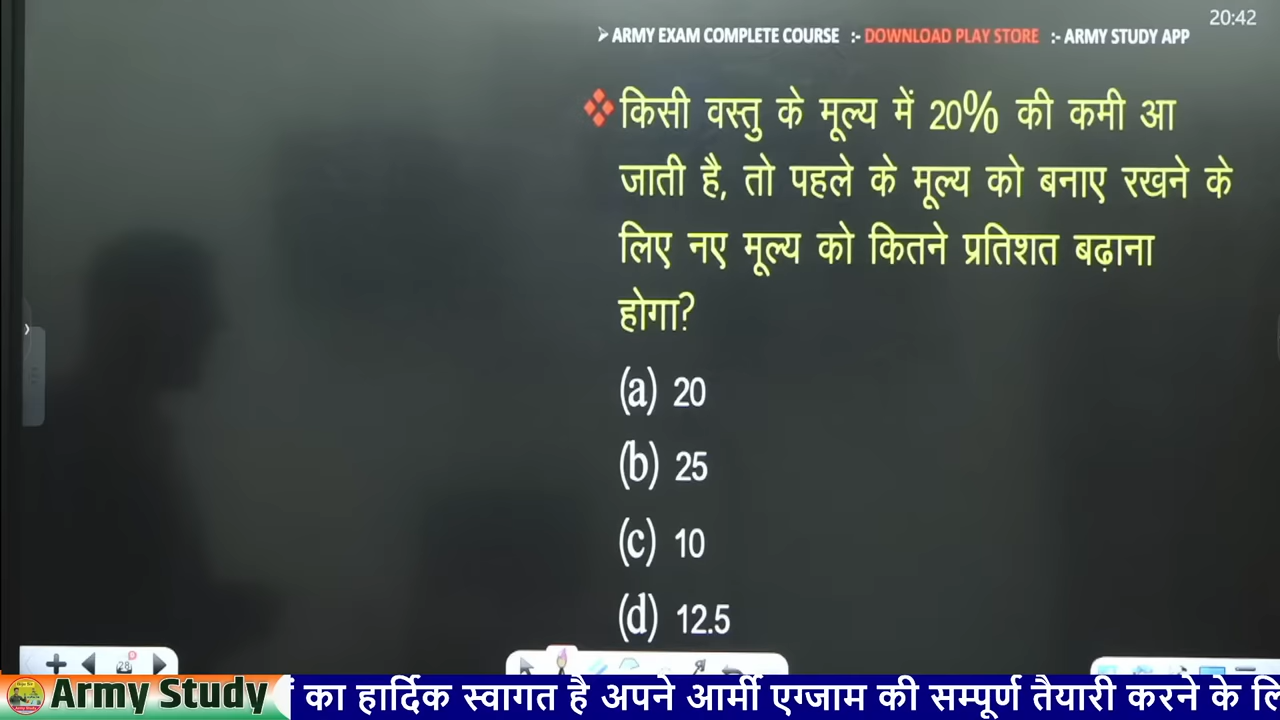 20:42
➢ ARMY EXAM COMPLETE COURSE :- DOWNLOAD PLAY STORE :- ARMY STUDY APP
❖ किसी वस्तु के मूल्य में 20% की कमी आ
जाती है, तो पहले के मूल्य को बनाए रखने के
लिए नए मूल्य को कितने प्रतिशत बढ़ाना
होगा?
(a) 20
(b) 25
(c) 10
(d) 12.5
28
Army Study का हार्दिक स्वागत है अपने आर्मी एग्जाम की सम्पूर्ण तैयारी करने के